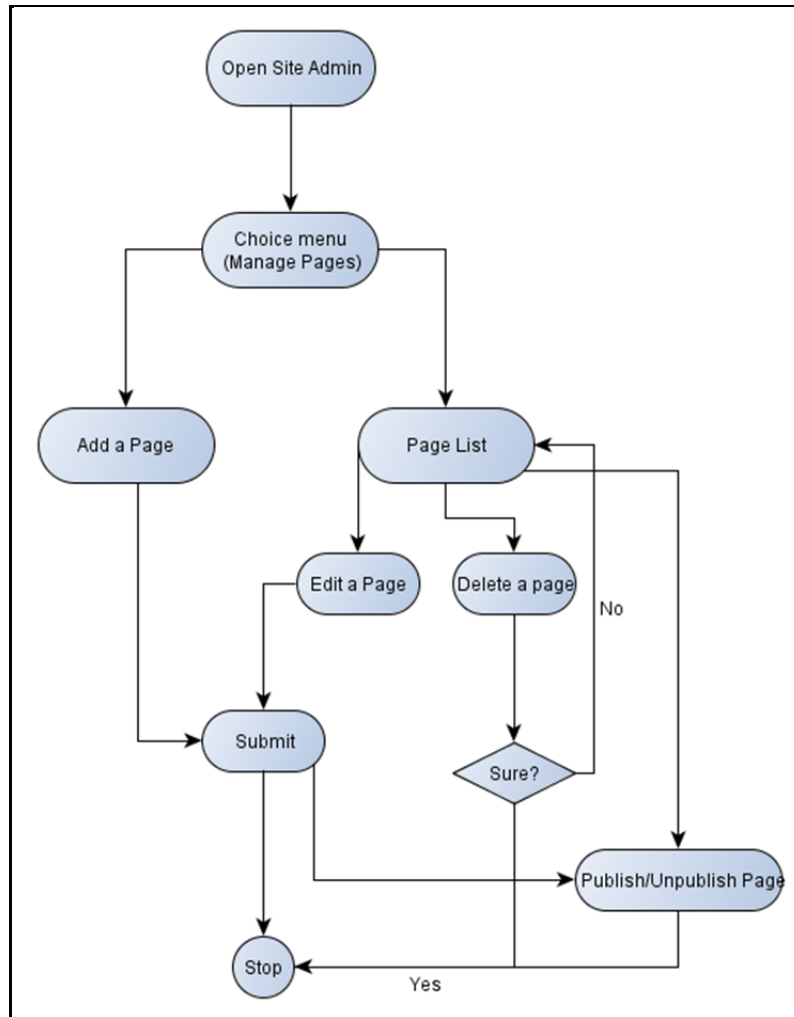 Open Site Admin
Choice menu
(Manage Pages)
Add a Page
Page List
Edit a Page
Delete a page
No
Submit
Sure?
Publish/Unpublish Page
Stop
Yes